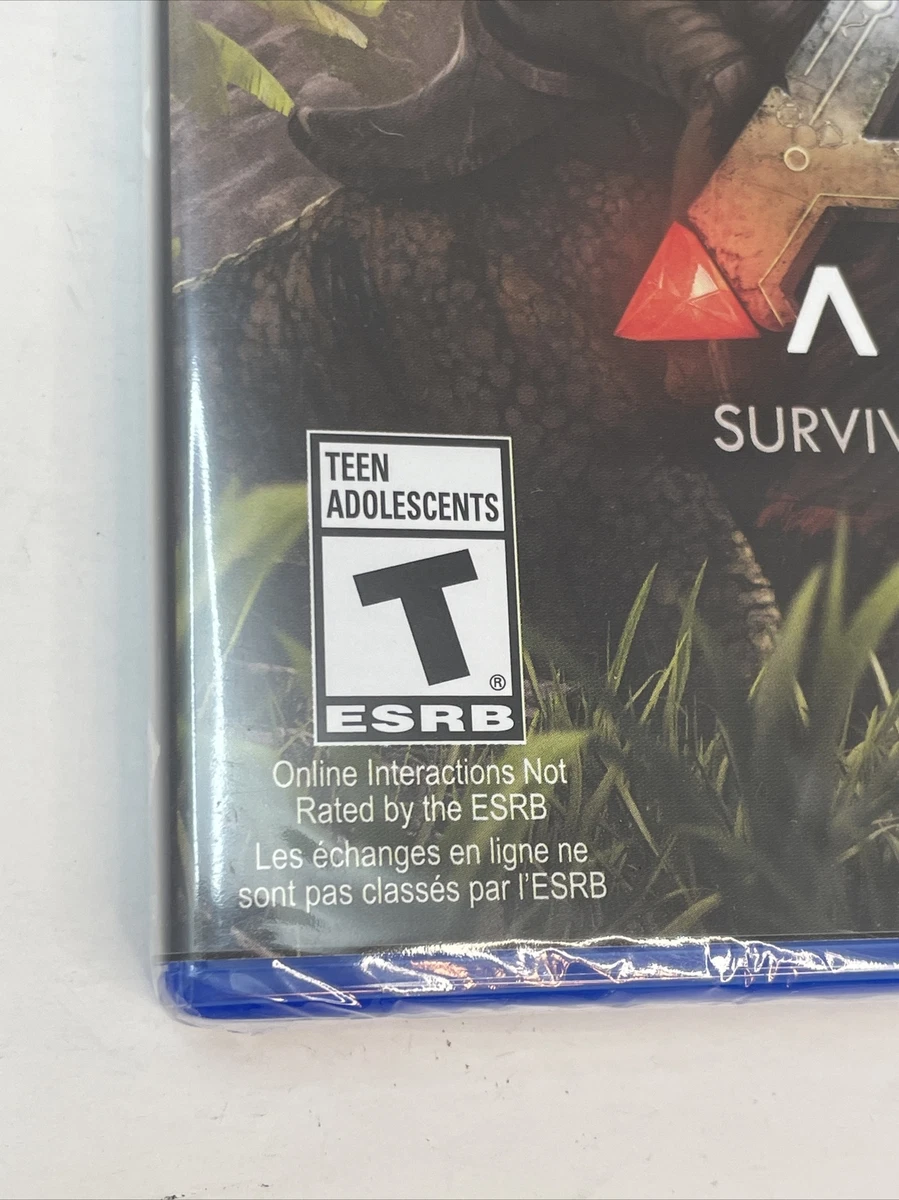 Λ
SURVIV
TEEN
ADOLESCENTS
T
®
ESRB
Online Interactions Not
Rated by the ESRB
Les échanges en ligne ne
sont pas classés par l'ESRB